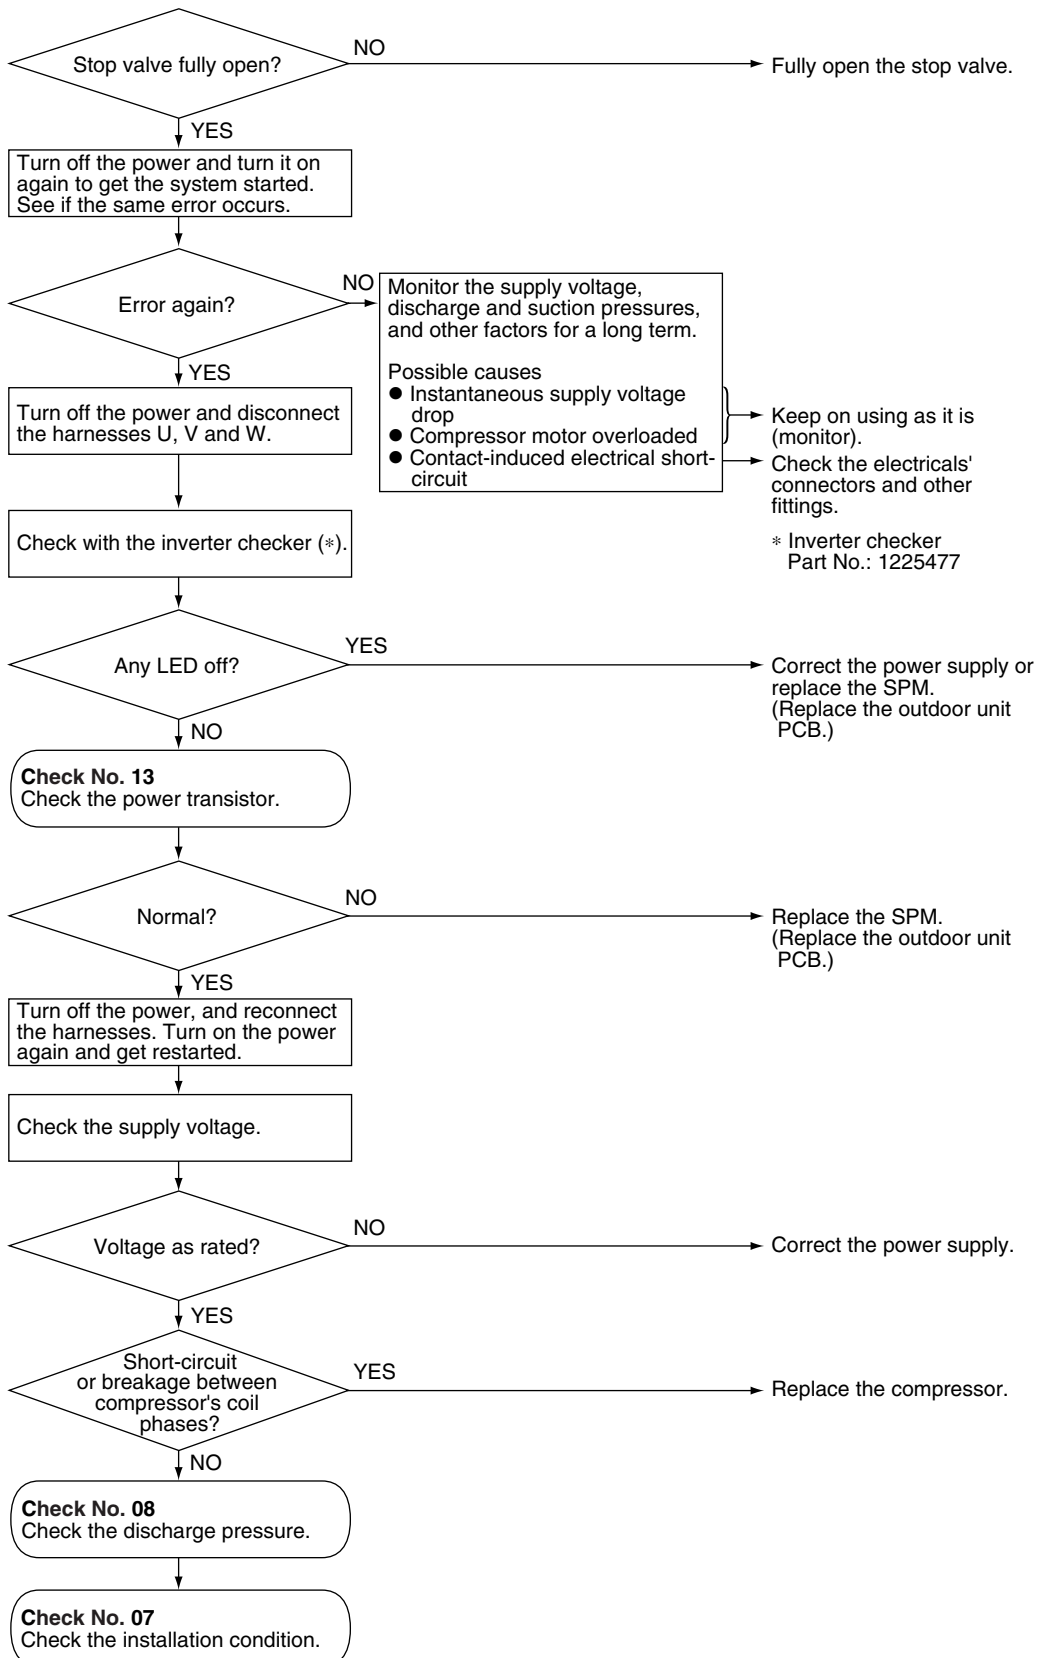 Stop valve fully open?
NO
Fully open the stop valve.
YES
Turn off the power and turn it on
again to get the system started.
See if the same error occurs.
Error again?
NO
Monitor the supply voltage,
discharge and suction pressures,
and other factors for a long term.
Possible causes
● Instantaneous supply voltage
drop
● Compressor motor overloaded
● Contact-induced electrical short-
circuit
Keep on using as it is
(monitor).
Check the electricals'
connectors and other
fittings.
* Inverter checker
Part No.: 1225477
YES
Turn off the power and disconnect
the harnesses U, V and W.
Check with the inverter checker (*).
Any LED off?
YES
Correct the power supply or
replace the SPM.
(Replace the outdoor unit
PCB.)
NO
Check No. 13
Check the power transistor.
Normal?
NO
Replace the SPM.
(Replace the outdoor unit
PCB.)
YES
Turn off the power, and reconnect
the harnesses. Turn on the power
again and get restarted.
Check the supply voltage.
Voltage as rated?
NO
Correct the power supply.
YES
Short-circuit
or breakage between
compressor's coil
phases?
YES
Replace the compressor.
NO
Check No. 08
Check the discharge pressure.
Check No. 07
Check the installation condition.